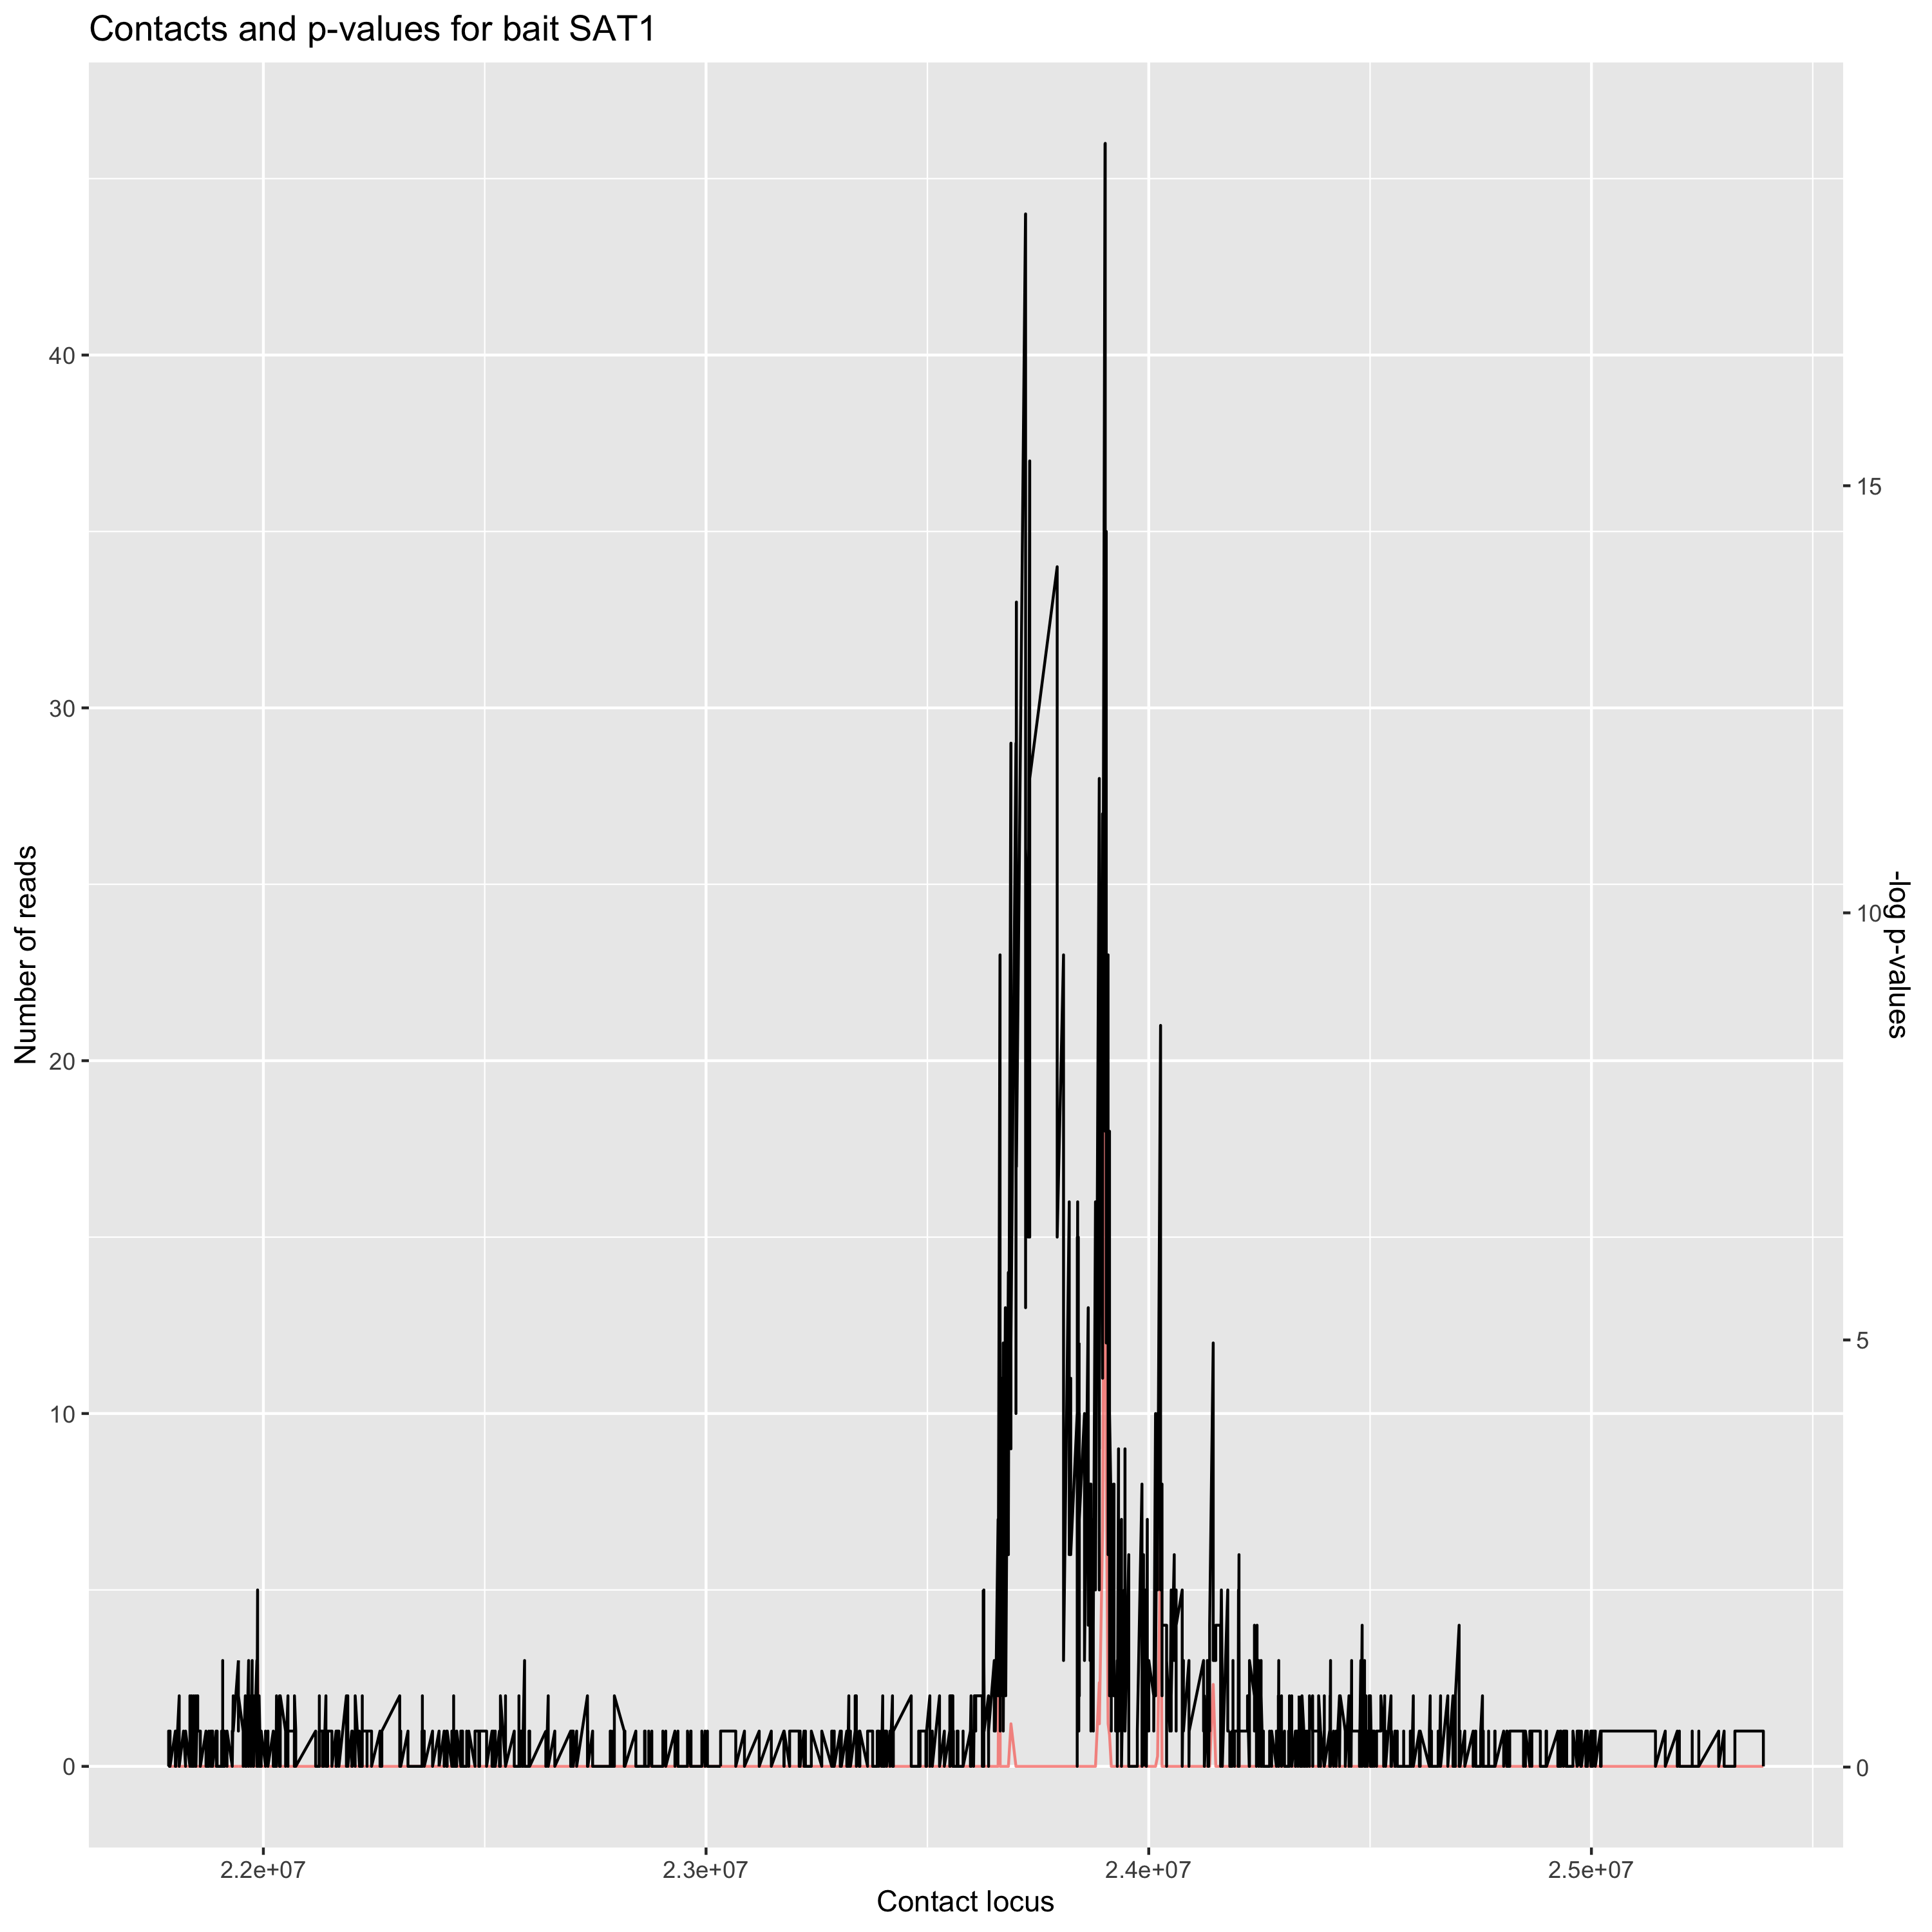 Contacts and p-values for bait SAT1
Number of reads
40
30
20
10
0
15
10
5
0
-log p-values
2.2e+07
2.3e+07
2.4e+07
2.5e+07
Contact locus